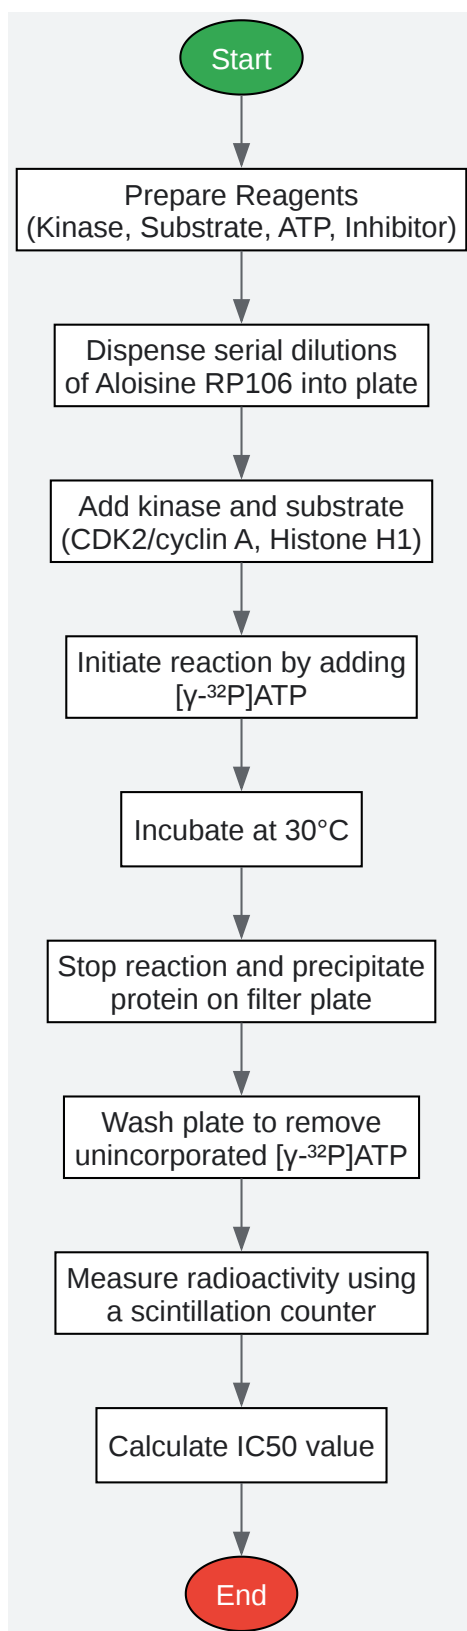 Start
Prepare Reagents
(Kinase, Substrate, ATP, Inhibitor)
Dispense serial dilutions
of Aloisine RP106 into plate
Add kinase and substrate
(CDK2/cyclin A, Histone H1)
Initiate reaction by adding
[γ-³²P]ATP
Incubate at 30°C
Stop reaction and precipitate
protein on filter plate
Wash plate to remove
unincorporated [γ-³²P]ATP
Measure radioactivity using
a scintillation counter
Calculate IC50 value
End